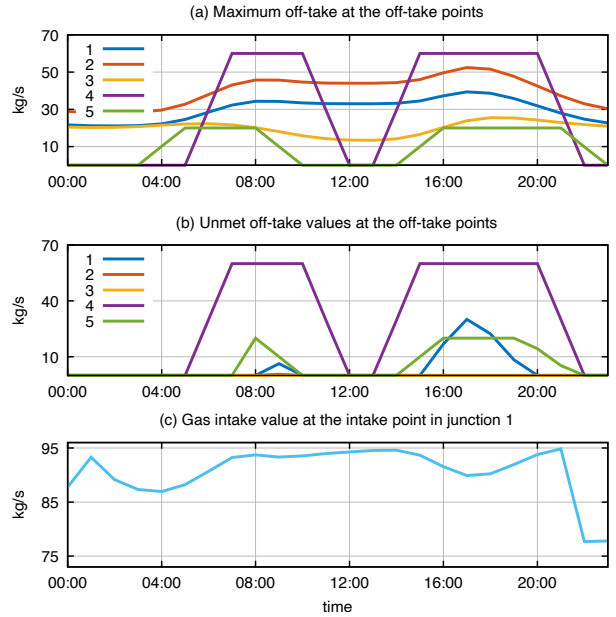 (a) Maximum off-take at the off-take points
70
50
30
10
kg/s
1
2
3
4
5
00:00 04:00 08:00 12:00 16:00 20:00
(b) Unmet off-take values at the off-take points
70
40
10
kg/s
1
2
3
4
5
00:00 04:00 08:00 12:00 16:00 20:00
(c) Gas intake value at the intake point in junction 1
95
85
75
kg/s
00:00 04:00 08:00 12:00 16:00 20:00
time